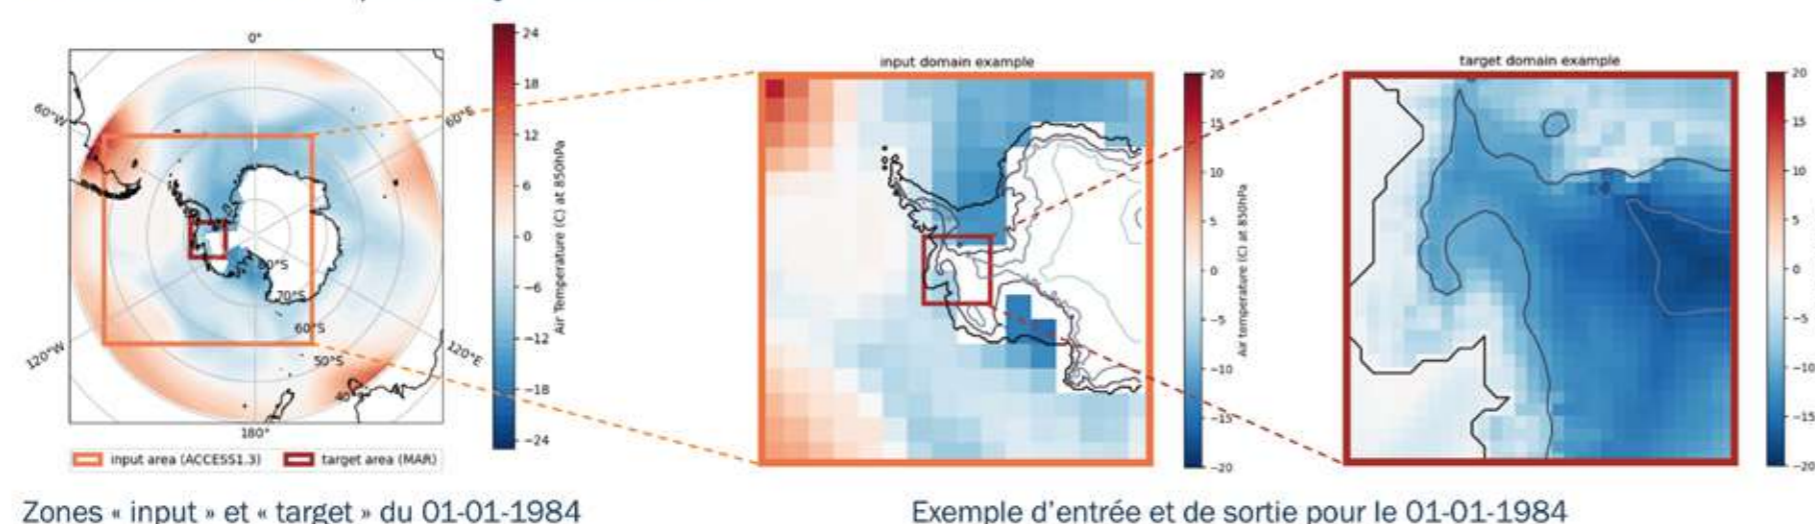 0°
60°W
60°E
120°W
120°E
180°
80°S
70°S
60°S
50°S
40°
24
18
12
6
0
−6
−12
−18
−24
Air Temperature (C) at 850hPa
input area (ACCESS1.3)
target area (MAR)
input domain example
20
15
10
5
0
−5
−10
−15
−20
Air temperature (C) at 850hPa
target domain example
20
15
10
5
0
−5
−10
−15
−20
Zones « input » et « target » du 01-01-1984
Exemple d'entrée et de sortie pour le 01-01-1984